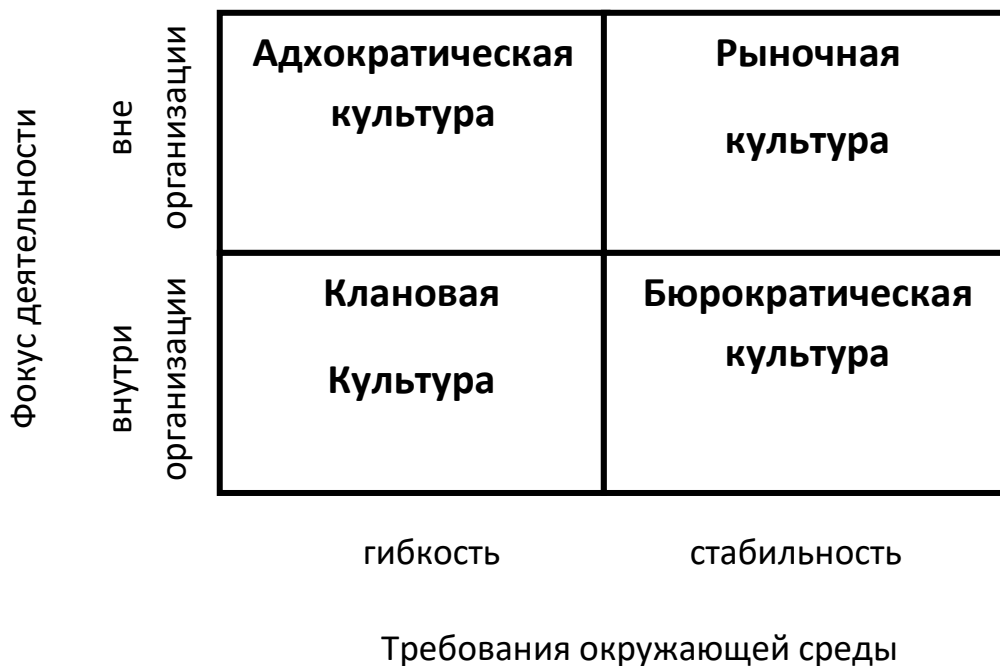 Фокус деятельности
вне
организации
Адхократическая
культура
Рыночная
культура
внутри
организации
Клановая
Культура
Бюрократическая
культура
гибкость
стабильность
Требования окружающей среды